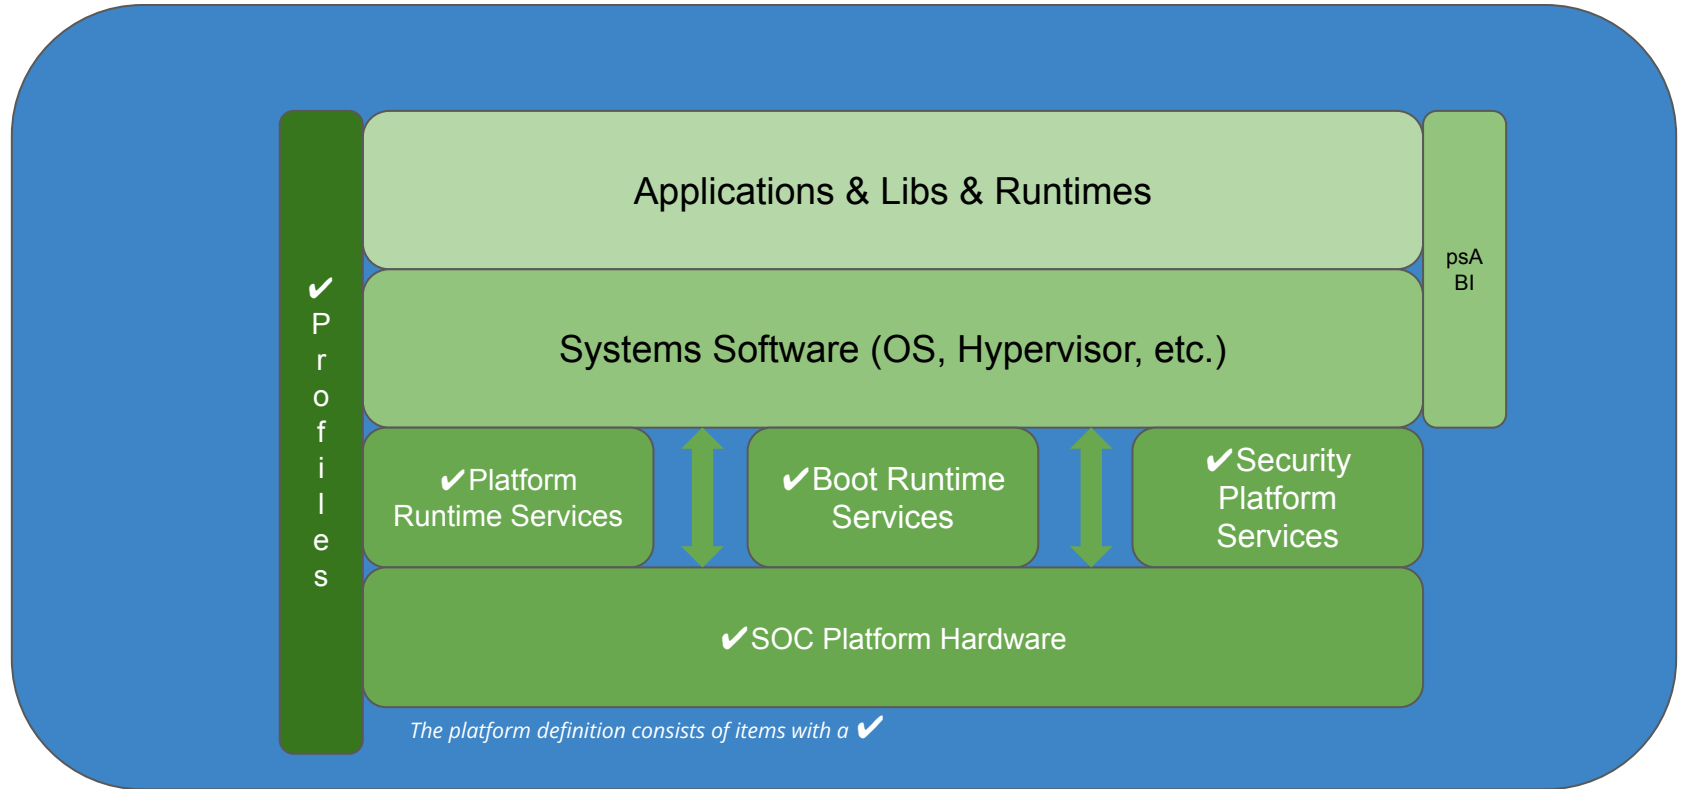 Applications & Libs & Runtimes
psA
BI
✔
P
r
o
f
i
l
e
s
Systems Software (OS, Hypervisor, etc.)
✔Platform
Runtime Services
✔Boot Runtime
Services
✔Security
Platform
Services
✔SOC Platform Hardware
The platform definition consists of items with a ✔